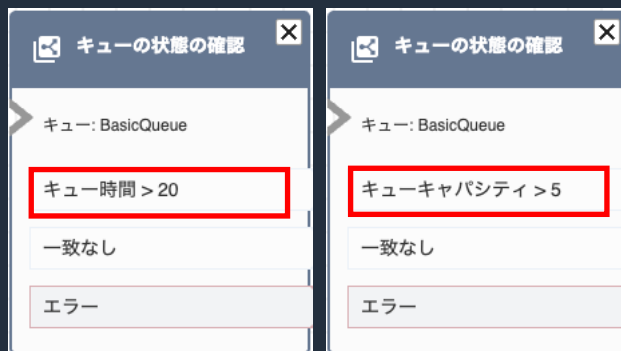 キューの状態の確認
キュー: BasicQueue
キュー時間 > 20
一致なし
エラー
キューの状態の確認
キュー: BasicQueue
キューキャパシティ > 5
一致なし
エラー